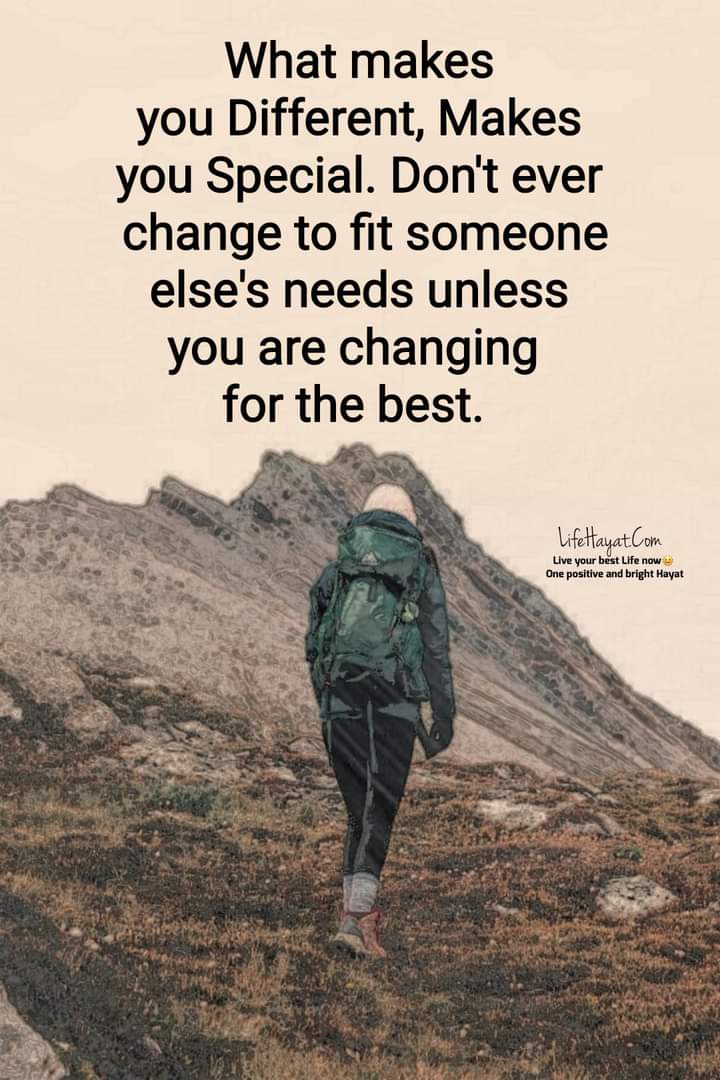 What makes
you Different, Makes
you Special. Don't ever
change to fit someone
else's needs unless
you are changing
for the best.
LifeHayat.Com
Live your best Life now😊
One positive and bright Hayat